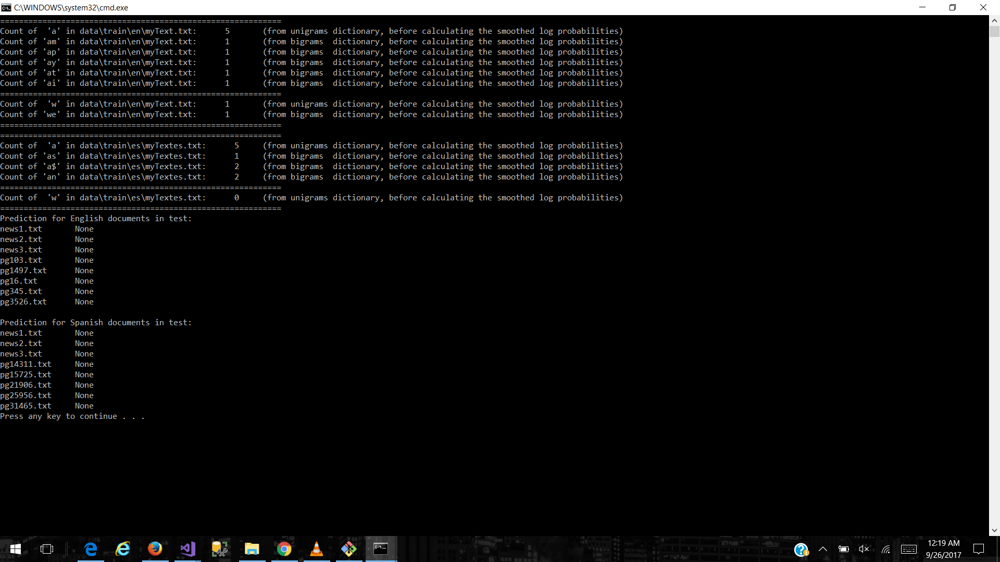 C:\WINDOWS\system32\cmd.exe
============================================================
Count of  'a' in data\train\en\myText.txt:      5       (from unigrams dictionary, before calculating the smoothed log probabilities)
Count of 'am' in data\train\en\myText.txt:      1       (from bigrams  dictionary, before calculating the smoothed log probabilities)
Count of 'ap' in data\train\en\myText.txt:      1       (from bigrams  dictionary, before calculating the smoothed log probabilities)
Count of 'ay' in data\train\en\myText.txt:      1       (from bigrams  dictionary, before calculating the smoothed log probabilities)
Count of 'at' in data\train\en\myText.txt:      1       (from bigrams  dictionary, before calculating the smoothed log probabilities)
Count of 'ai' in data\train\en\myText.txt:      1       (from bigrams  dictionary, before calculating the smoothed log probabilities)
============================================================
Count of  'w' in data\train\en\myText.txt:      1       (from unigrams dictionary, before calculating the smoothed log probabilities)
Count of 'we' in data\train\en\myText.txt:      1       (from bigrams  dictionary, before calculating the smoothed log probabilities)
============================================================
============================================================
Count of  'a' in data\train\es\myTextes.txt:      5     (from unigrams dictionary, before calculating the smoothed log probabilities)
Count of 'as' in data\train\es\myTextes.txt:      1     (from bigrams  dictionary, before calculating the smoothed log probabilities)
Count of 'a$' in data\train\es\myTextes.txt:      2     (from bigrams  dictionary, before calculating the smoothed log probabilities)
Count of 'an' in data\train\es\myTextes.txt:      2     (from bigrams  dictionary, before calculating the smoothed log probabilities)
============================================================
Count of  'w' in data\train\es\myTextes.txt:      0     (from unigrams dictionary, before calculating the smoothed log probabilities)
============================================================
Prediction for English documents in test:
news1.txt       None
news2.txt       None
news3.txt       None
pg103.txt       None
pg1497.txt      None
pg16.txt        None
pg345.txt       None
pg3526.txt      None

Prediction for Spanish documents in test:
news1.txt       None
news2.txt       None
news3.txt       None
pg14311.txt     None
pg15725.txt     None
pg21906.txt     None
pg25956.txt     None
pg31465.txt     None
Press any key to continue . . .
12:19 AM
9/26/2017